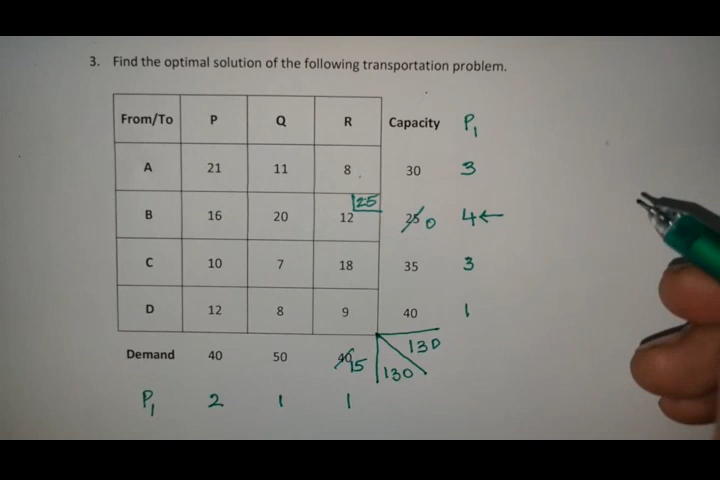 3. Find the optimal solution of the following transportation problem.
From/To P Q R Capacity P1
A 21 11 8 30 3
25
B 16 20 12 25 0 4←
C 10 7 18 35 3
D 12 8 9 40 1
130
Demand 40 50 40 15 130
P1 2 1 1